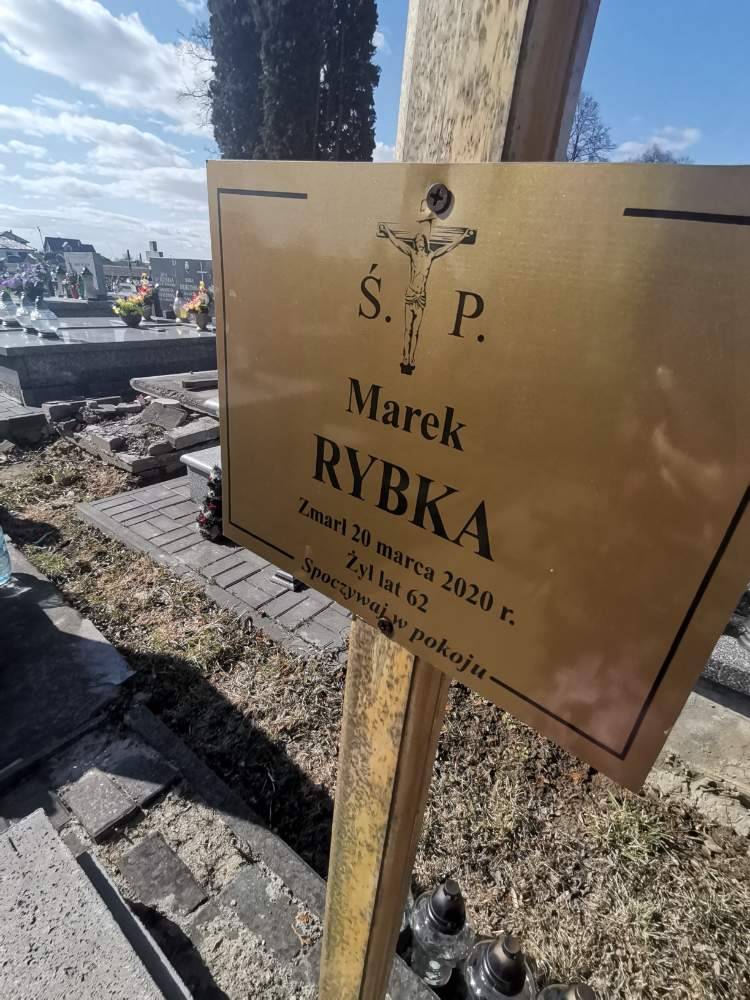 Ś. P.
Marek
RYBKA
Zmarł 20 marca 2020 r.
Żył lat 62
Spoczywaj w pokoju